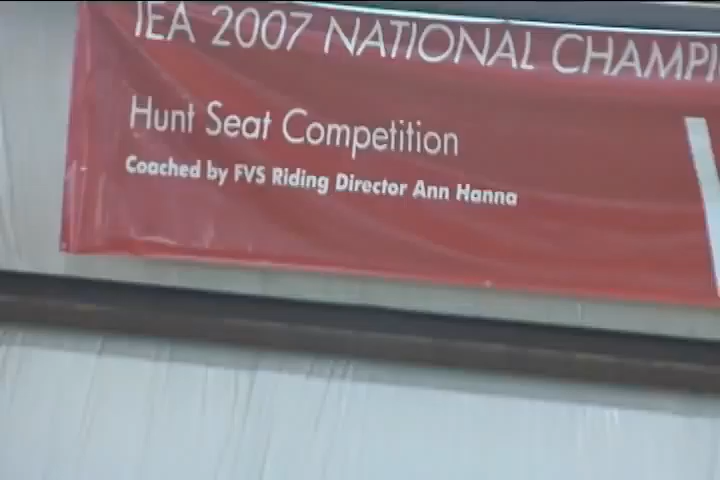 IEA 2007 NATIONAL CHAMPI
Hunt Seat Competition
Coached by FVS Riding Director Ann Hanna